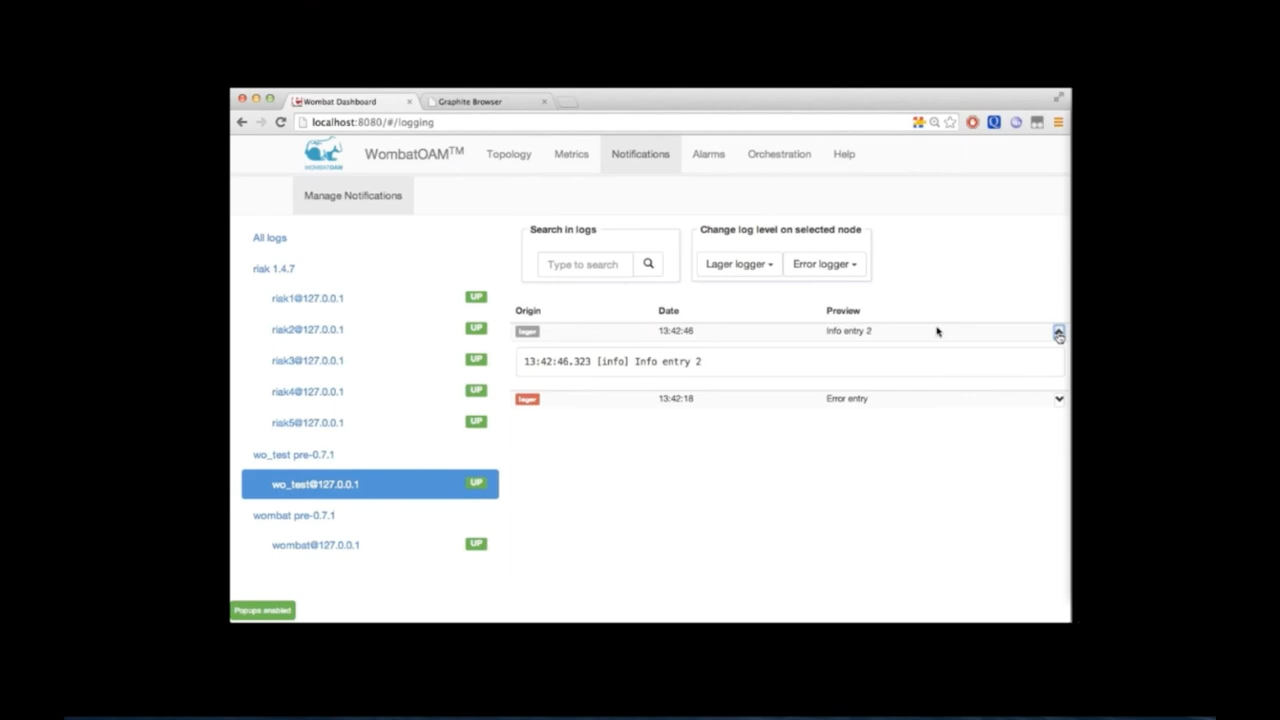 Wombat Dashboard
Graphite Browser
localhost:8080/#/logging
WOMBATOAM
WombatOAM™
Topology
Metrics
Notifications
Alarms
Orchestration
Help
Manage Notifications
All logs
riak 1.4.7
riak1@127.0.0.1 UP
riak2@127.0.0.1 UP
riak3@127.0.0.1 UP
riak4@127.0.0.1 UP
riak5@127.0.0.1 UP
wo_test pre-0.7.1
wo_test@127.0.0.1 UP
wombat pre-0.7.1
wombat@127.0.0.1 UP
Search in logs
Type to search
Change log level on selected node
Lager logger
Error logger
Origin Date Preview
lager 13:42:46 Info entry 2
13:42:46.323 [info] Info entry 2
lager 13:42:18 Error entry
Popups enabled